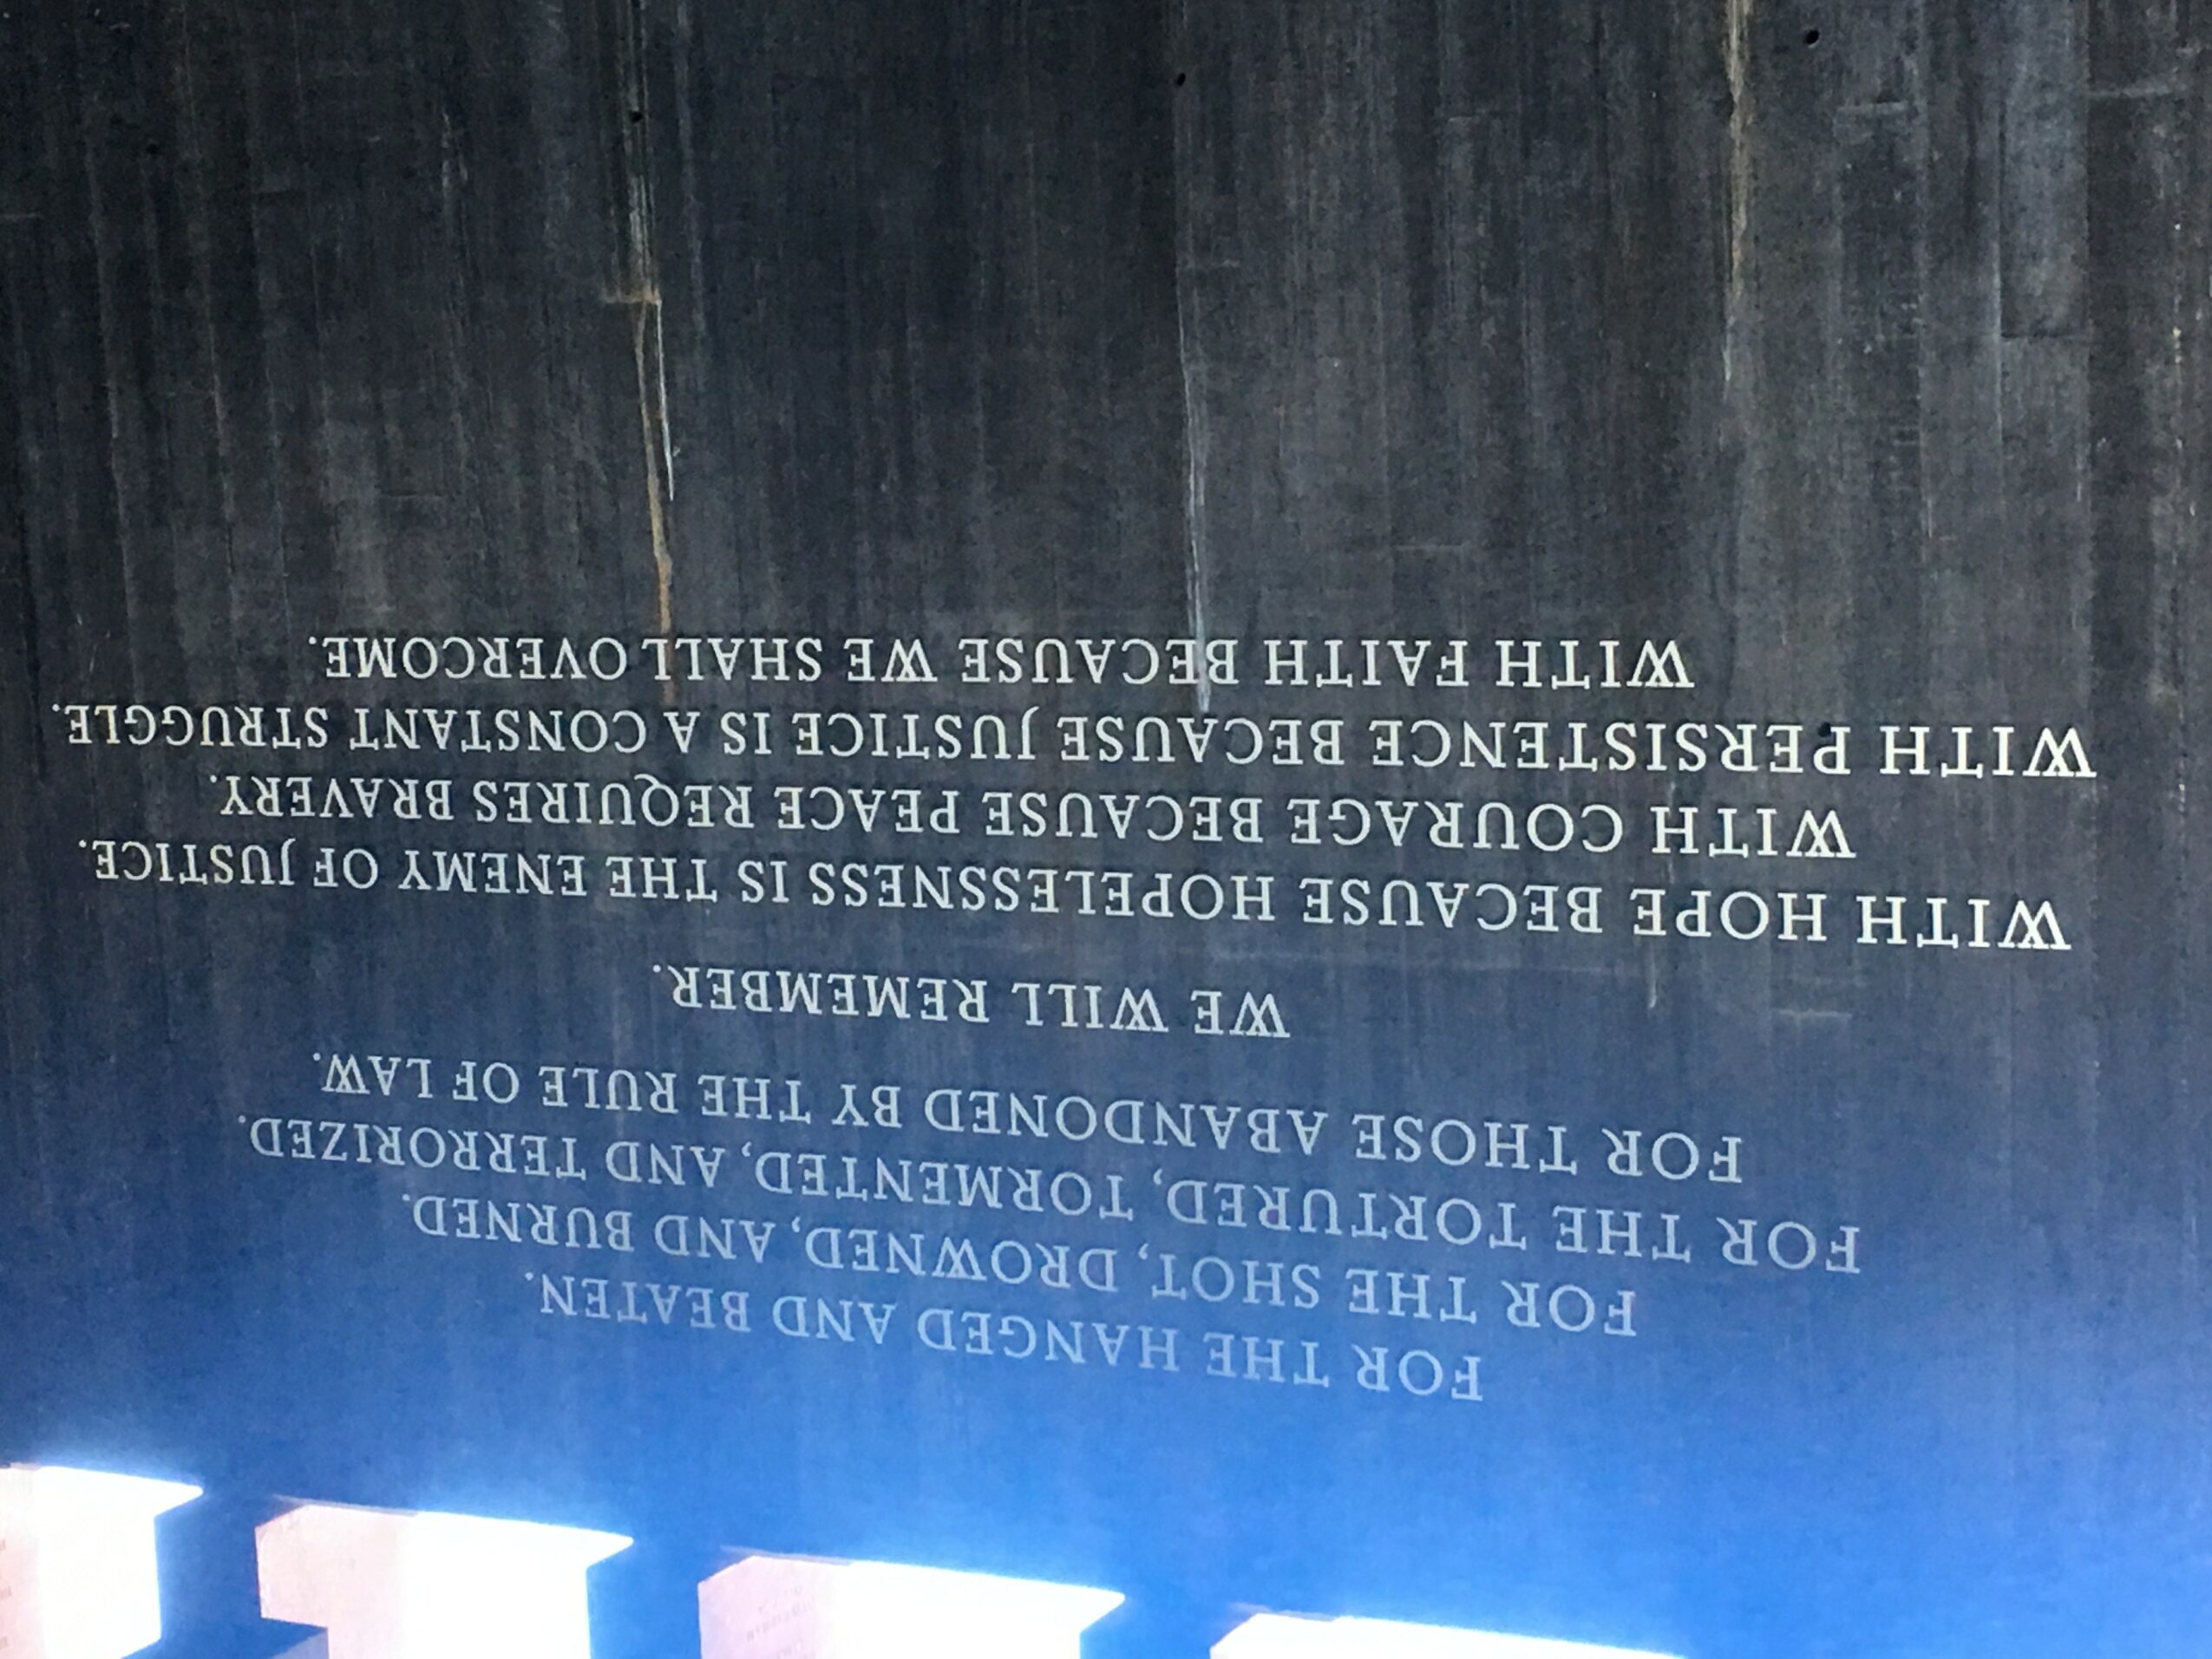 FOR THE HANGED AND BEATEN.
FOR THE SHOT, DROWNED, AND BURNED.
FOR THE TORTURED, TORMENTED, AND TERRORIZED.
FOR THOSE ABANDONED BY THE RULE OF LAW.
WE WILL REMEMBER.
WITH HOPE BECAUSE HOPELESSNESS IS THE ENEMY OF JUSTICE.
WITH COURAGE BECAUSE PEACE REQUIRES BRAVERY.
WITH PERSISTENCE BECAUSE JUSTICE IS A CONSTANT STRUGGLE.
WITH FAITH BECAUSE WE SHALL OVERCOME.